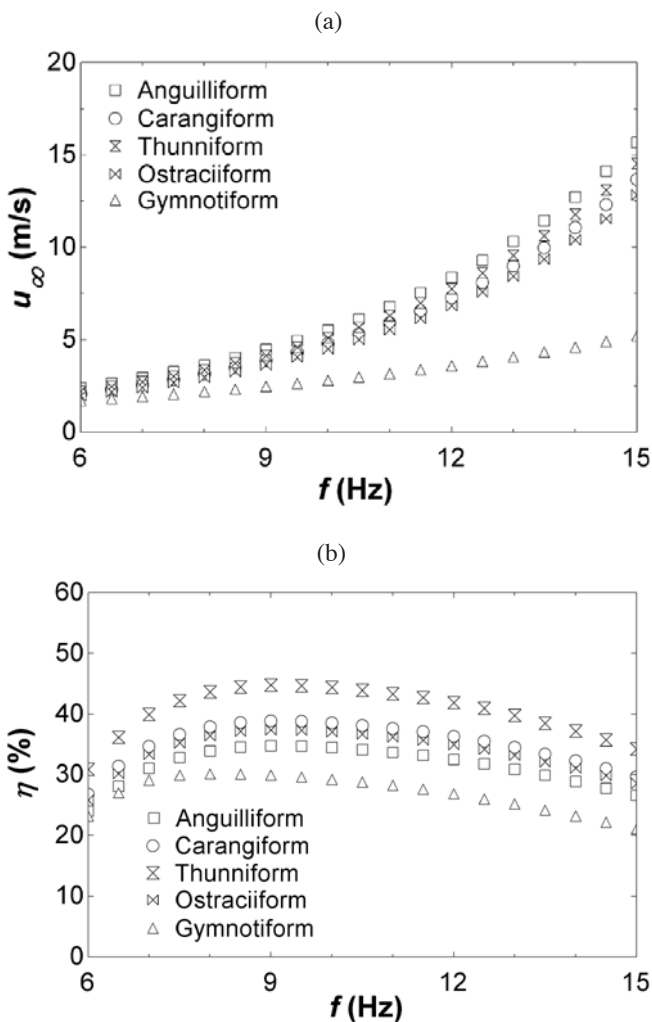 (a)
20
15
10
5
0
u∞ (m/s)
Anguilliform
Carangiform
Thunniform
Ostraciiform
Gymnotiform
6 9 12 15
f (Hz)
(b)
60
50
40
30
20
10
0
η (%)
Anguilliform
Carangiform
Thunniform
Ostraciiform
Gymnotiform
6 9 12 15
f (Hz)